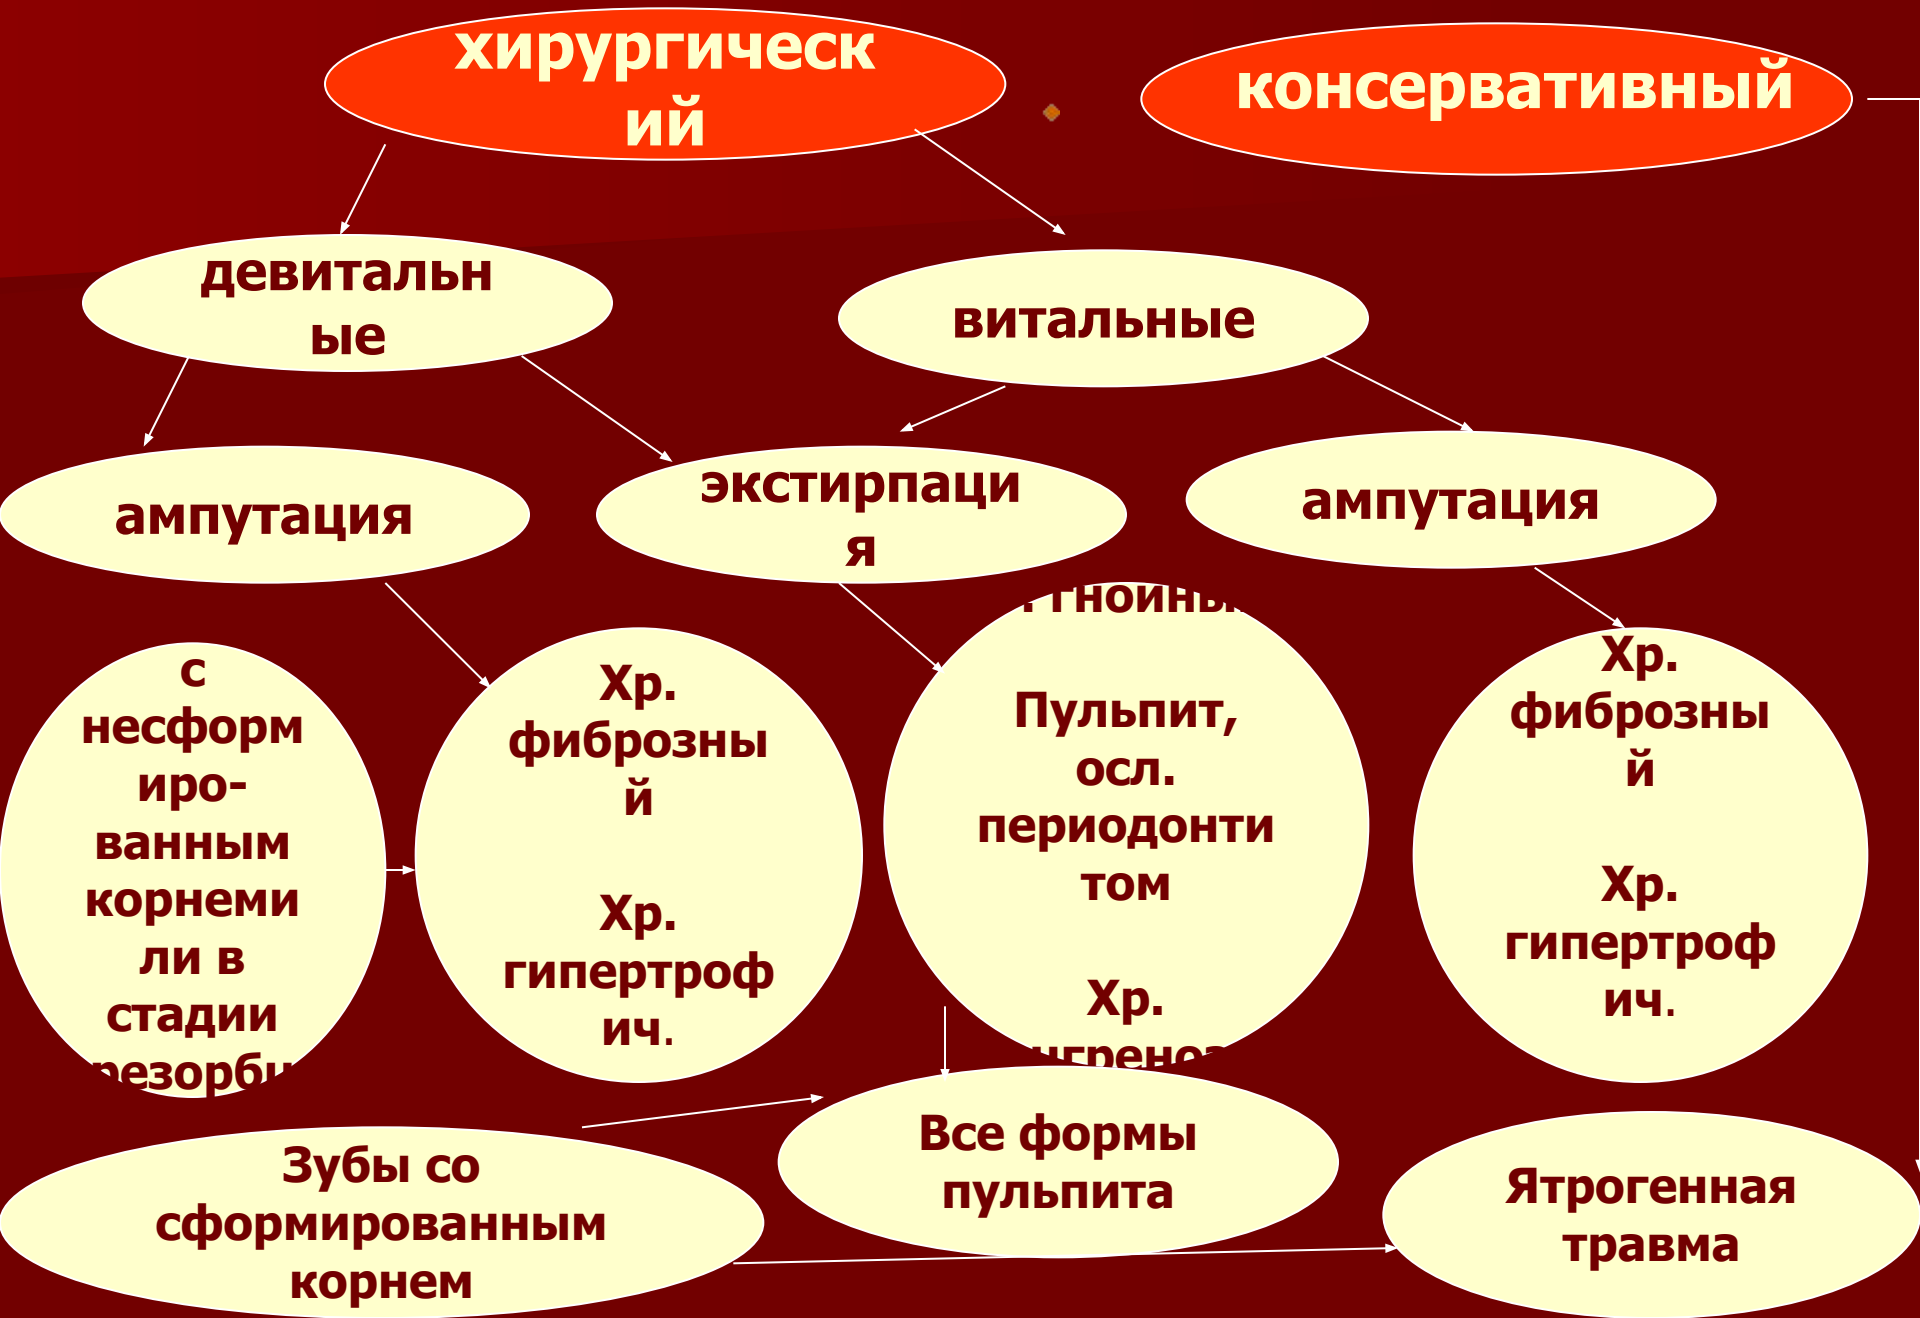 хирургическ
ий
консервативный
девитальн
ые
витальные
ампутация
экстирпаци
я
ампутация
с
несформ
иро-
ванным
корнеми
ли в
стадии
Хр.
фиброзны
й
Хр.
гипертроф
ич.
Пульпит,
осл.
периодонти
том
Хр.
Хр.
фиброзны
й
Хр.
гипертроф
ич.
Зубы со
сформированным
корнем
Все формы
пульпита
Ятрогенная
травма